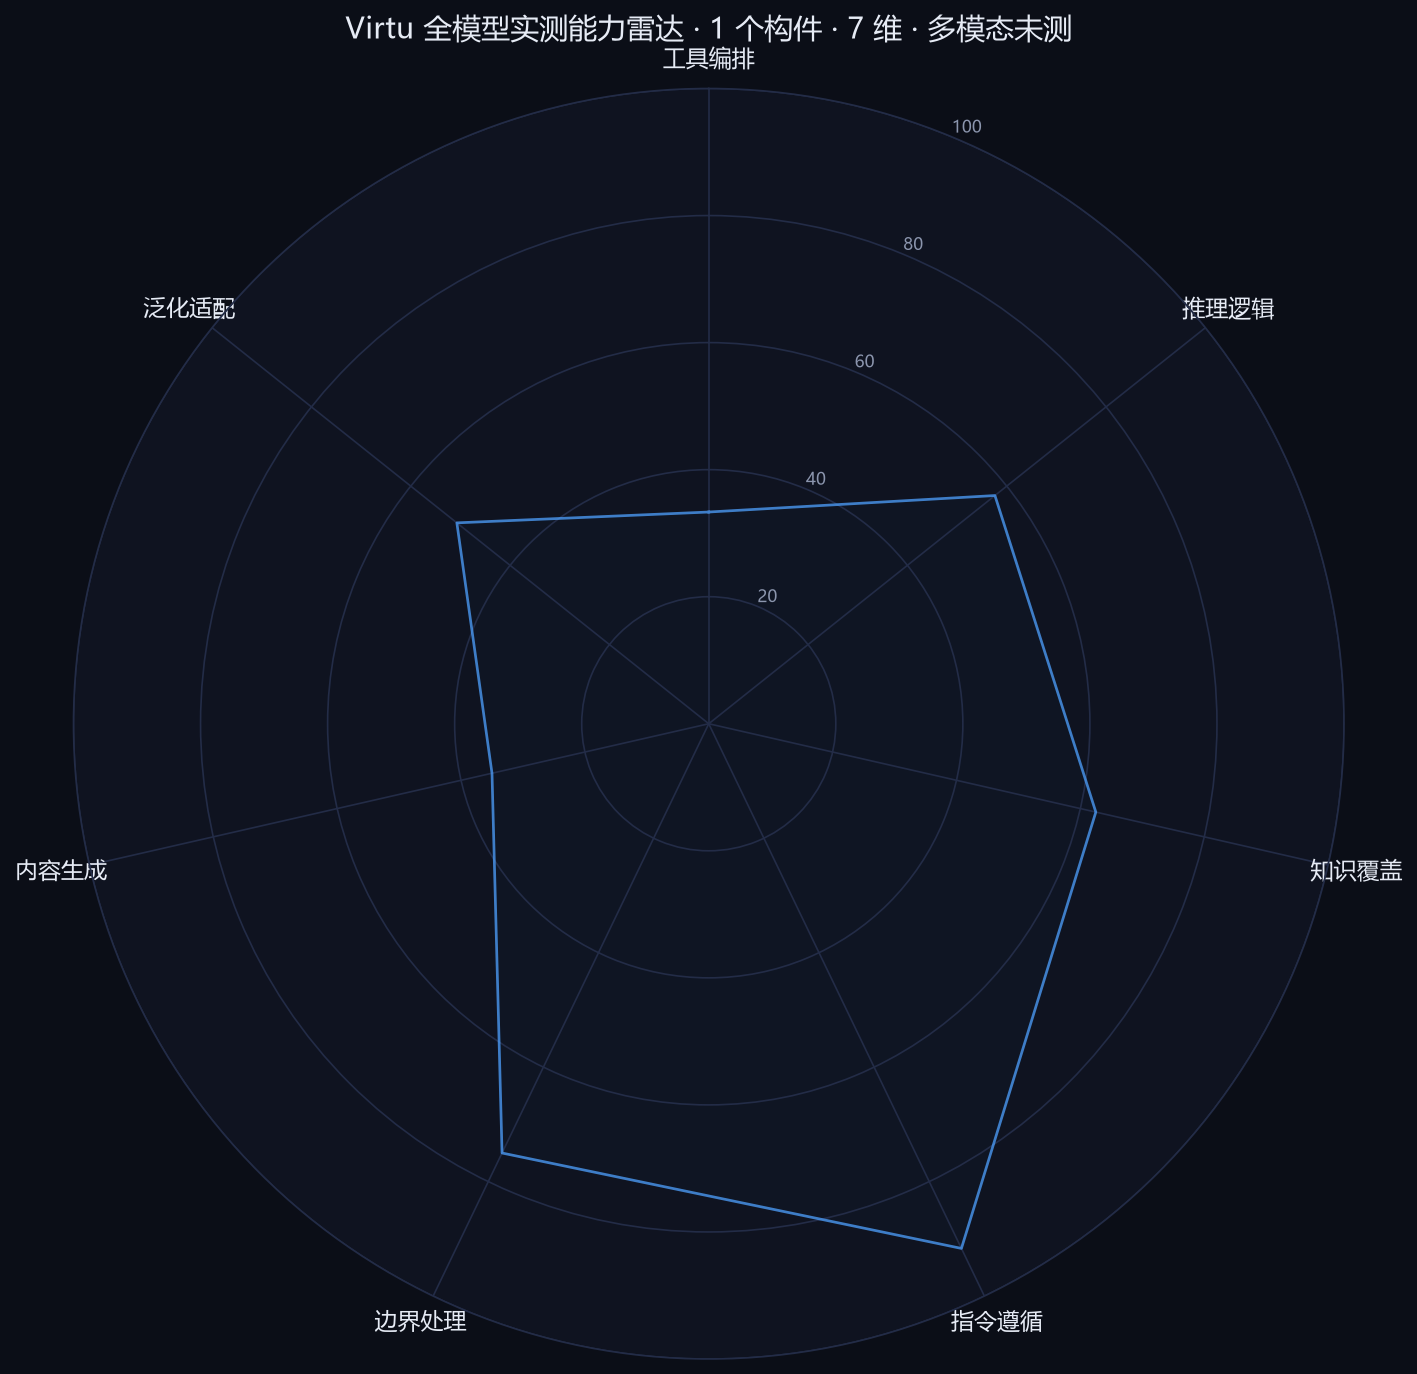 Virtu 全模型实测能力雷达 · 1 个构件 · 7 维 · 多模态未测
工具编排
100
80
泛化适配
推理逻辑
60
40
20
内容生成
知识覆盖
边界处理
指令遵循